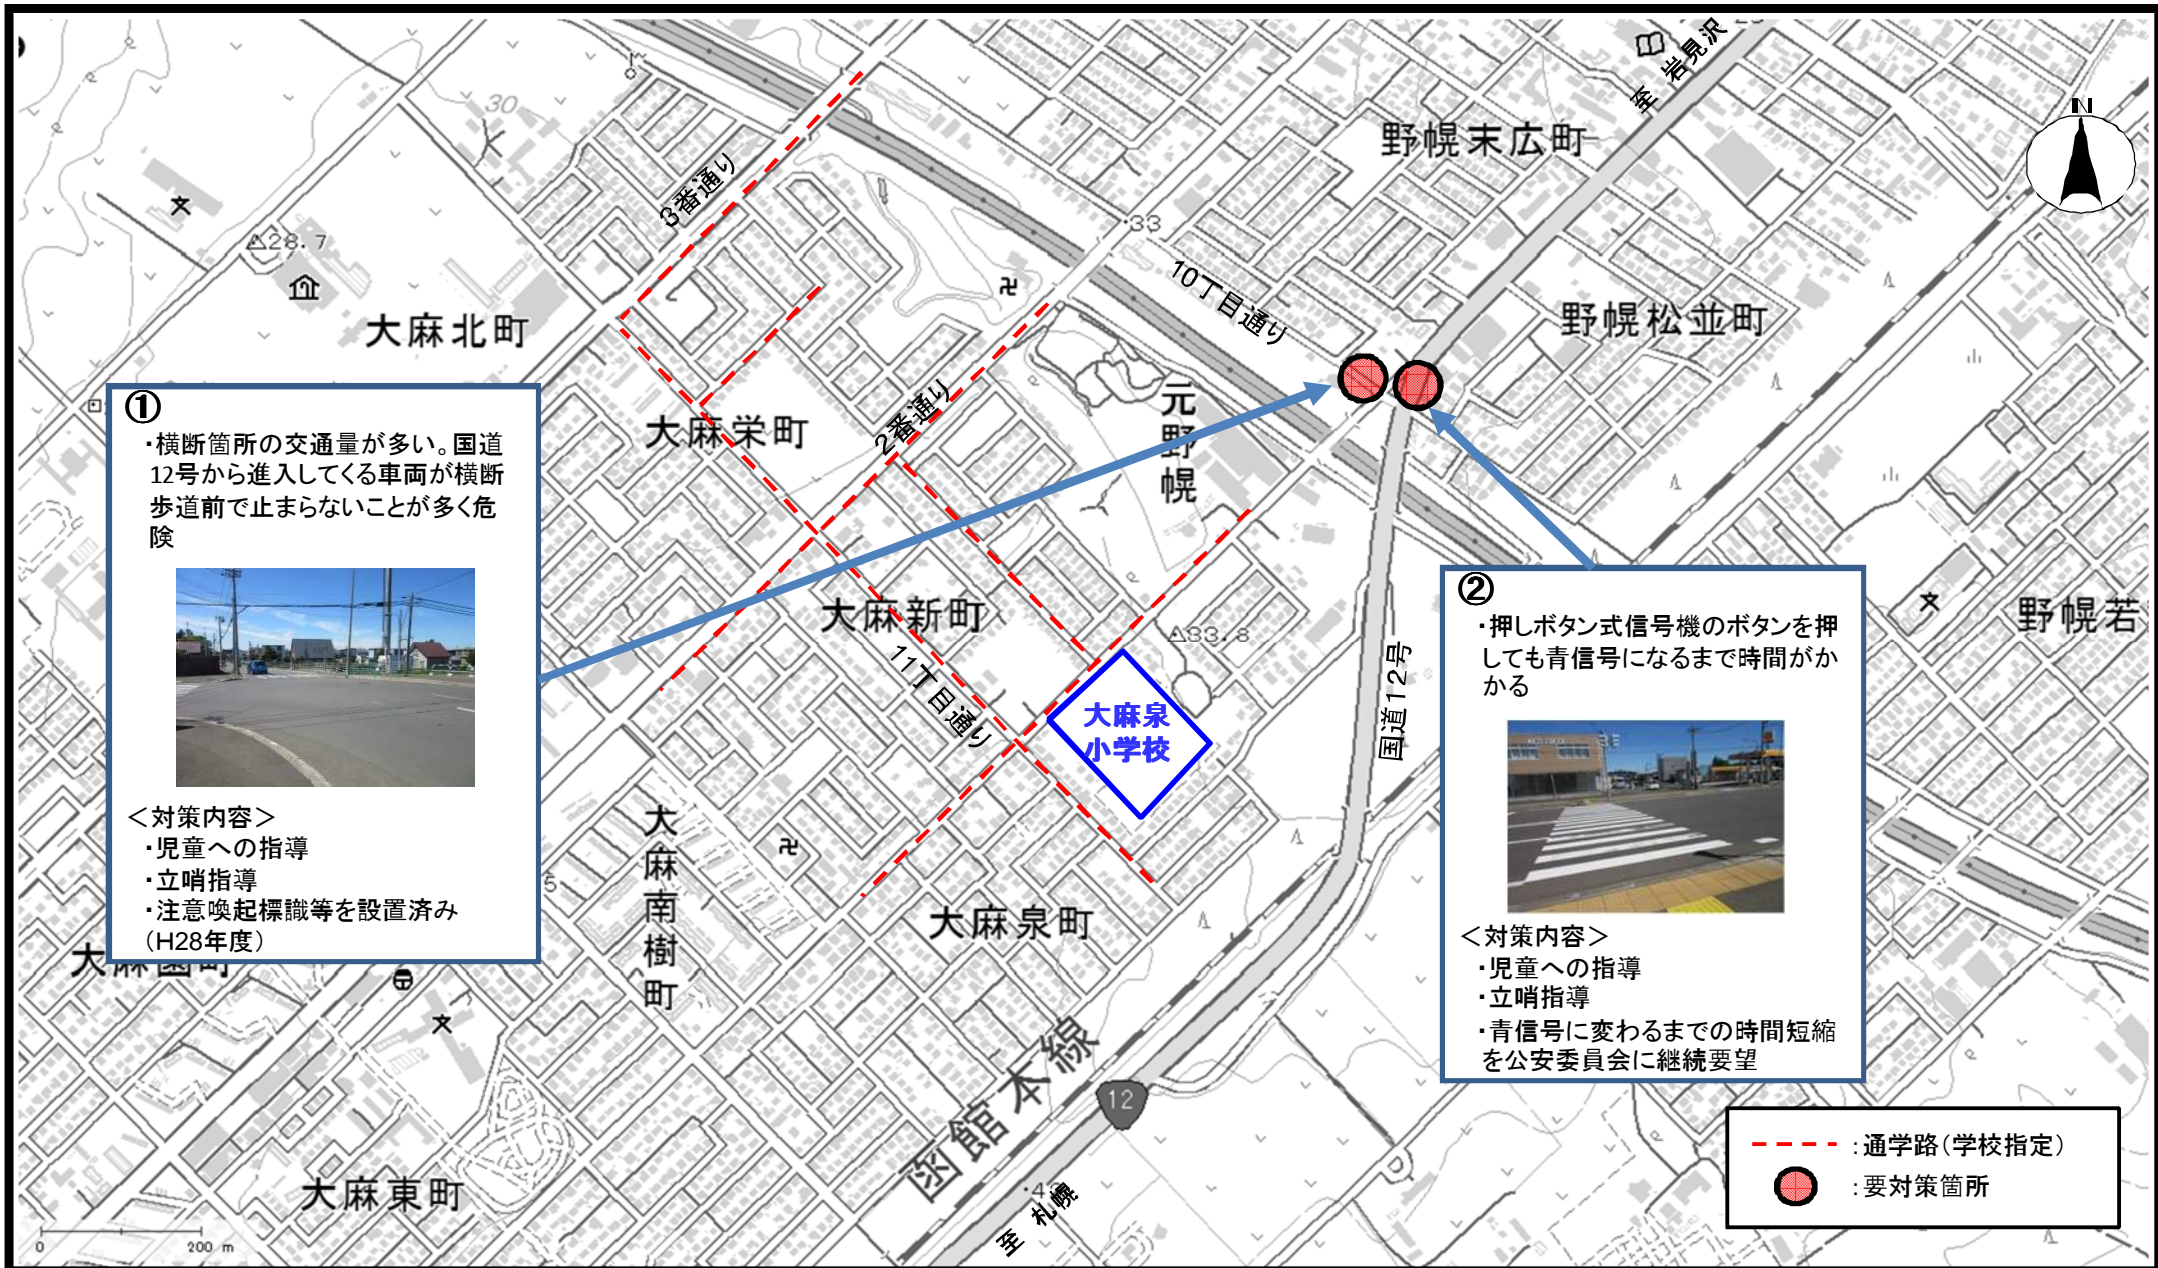 至 岩見沢
N
野幌末広町
30
3番通り
33
△28.7
10丁目通り
大麻北町
野幌松並町
元野幌
大麻栄町
2番通り
①
・横断箇所の交通量が多い。国道
12号から進入してくる車両が横断
歩道前で止まらないことが多く危
険
＜対策内容＞
・児童への指導
・立哨指導
・注意喚起標識等を設置済み
（H28年度）
大麻新町
△33.8
11丁目通り
大麻泉
小学校
国道12号
②
・押しボタン式信号機のボタンを押
しても青信号になるまで時間がか
かる
＜対策内容＞
・児童への指導
・立哨指導
・青信号に変わるまでの時間短縮
を公安委員会に継続要望
野幌若
文
文
文
大麻南樹町
大麻泉町
大麻園町
函館本線
12
大麻東町
至 札幌
0 200 m
：通学路（学校指定）
：要対策箇所